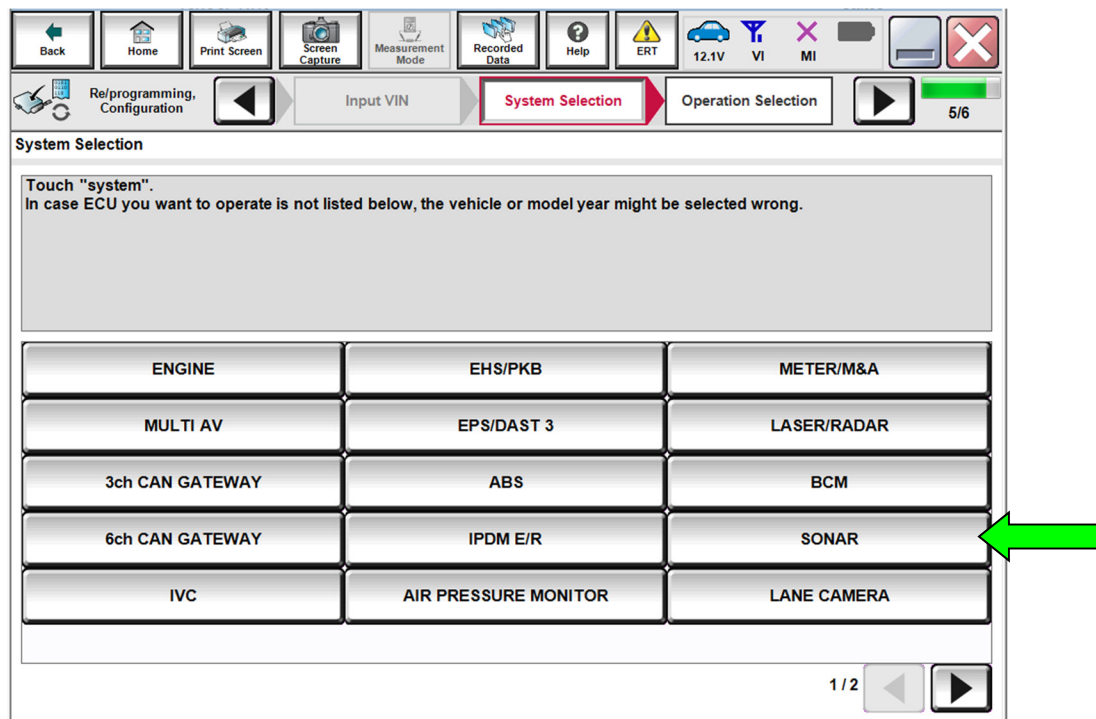 Back
Home
Print Screen
Screen
Capture
Measurement
Mode
Recorded
Data
Help
ERT
12.1V
VI
MI
Re/programming,
Configuration
Input VIN
System Selection
Operation Selection
5/6
System Selection
Touch "system".
In case ECU you want to operate is not listed below, the vehicle or model year might be selected wrong.
ENGINE
EHS/PKB
METER/M&A
MULTI AV
EPS/DAST 3
LASER/RADAR
3ch CAN GATEWAY
ABS
BCM
6ch CAN GATEWAY
IPDM E/R
SONAR
IVC
AIR PRESSURE MONITOR
LANE CAMERA
1/2